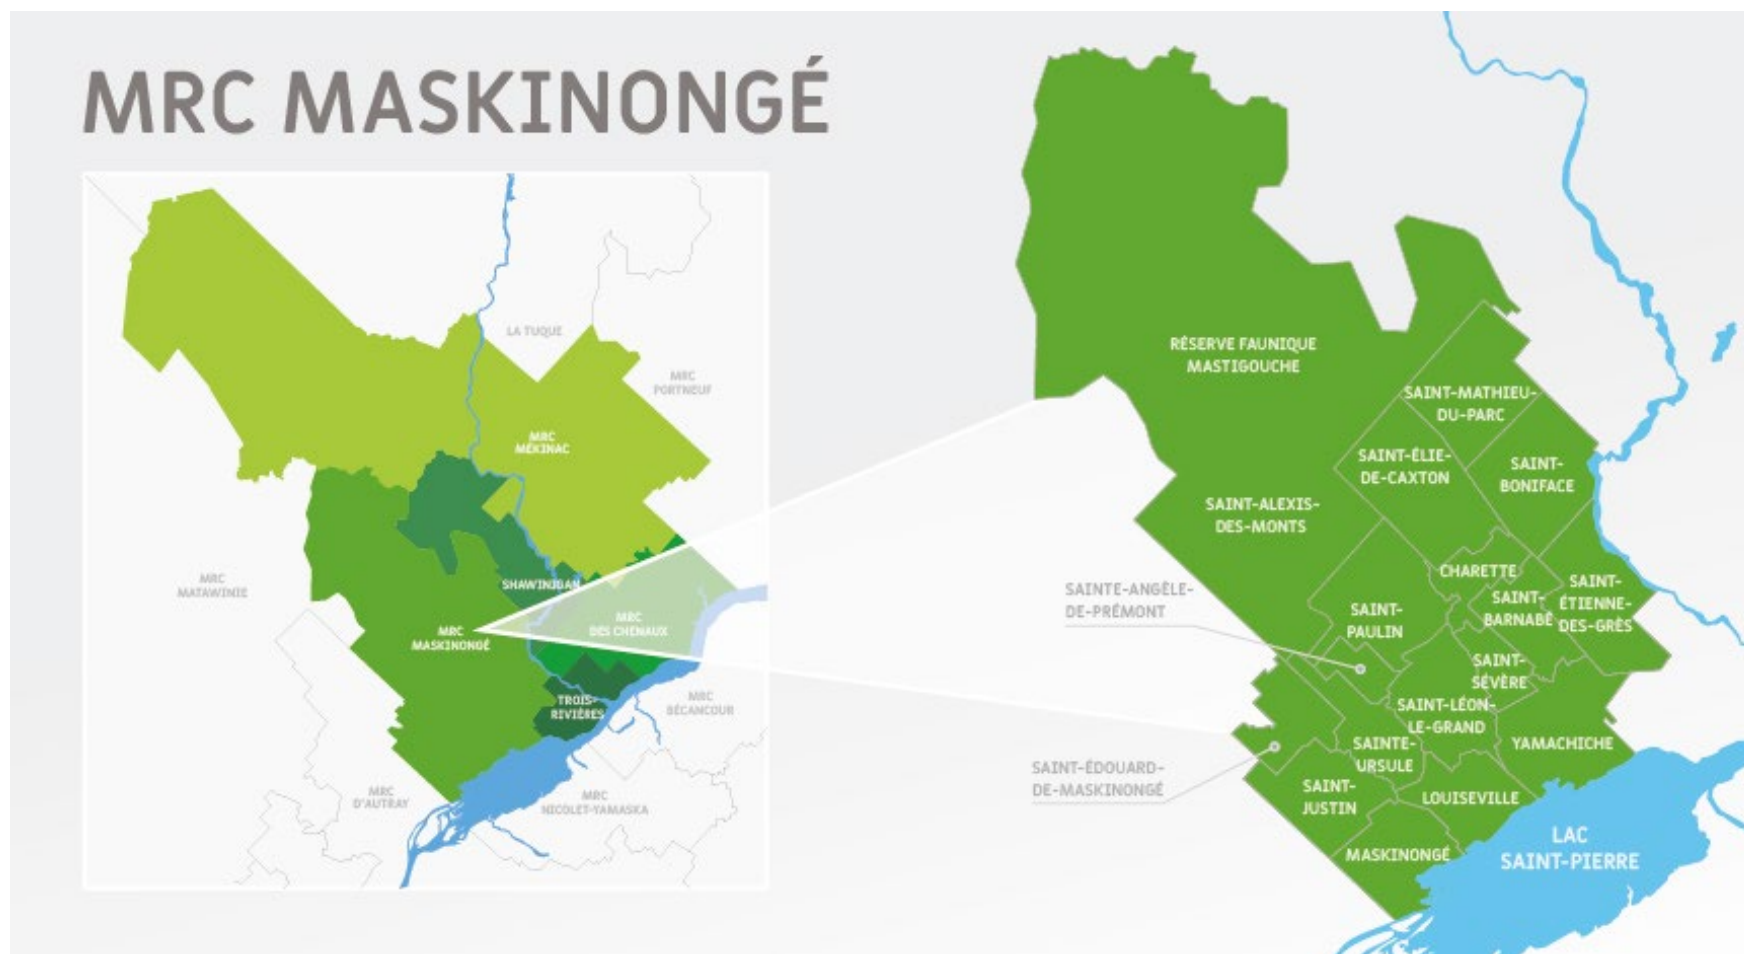 MRC MASKINONGÉ
LA TUQUE
MRC
PORTNEUF
MRC
MÉKINAC
MRC
MATAWINIE
SHAWINIGAN
MRC
DES CHENAUX
MRC
MASKINONGÉ
TROIS-
RIVIÈRES
MRC
BÉCANCOUR
MRC
D'AUTRAY
MRC
NICOLET-YAMASKA
RÉSERVE FAUNIQUE
MASTIGOUCHE
SAINT-MATHIEU-
DU-PARC
SAINT-ÉLIE-
DE-CAXTON
SAINT-
BONIFACE
SAINT-ALEXIS-
DES-MONTS
CHARETTE
SAINT-
ÉTIENNE-
DES-GRÈS
SAINT-
BARNABÉ
SAINTE-ANGÈLE-
DE-PRÉMONT
SAINT-
PAULIN
SAINT-
SÉVÈRE
SAINT-LÉON-
LE-GRAND
YAMACHICHE
SAINTE-
URSULE
SAINT-ÉDOUARD-
DE-MASKINONGÉ
SAINT-
JUSTIN
LOUISEVILLE
MASKINONGÉ
LAC
SAINT-PIERRE